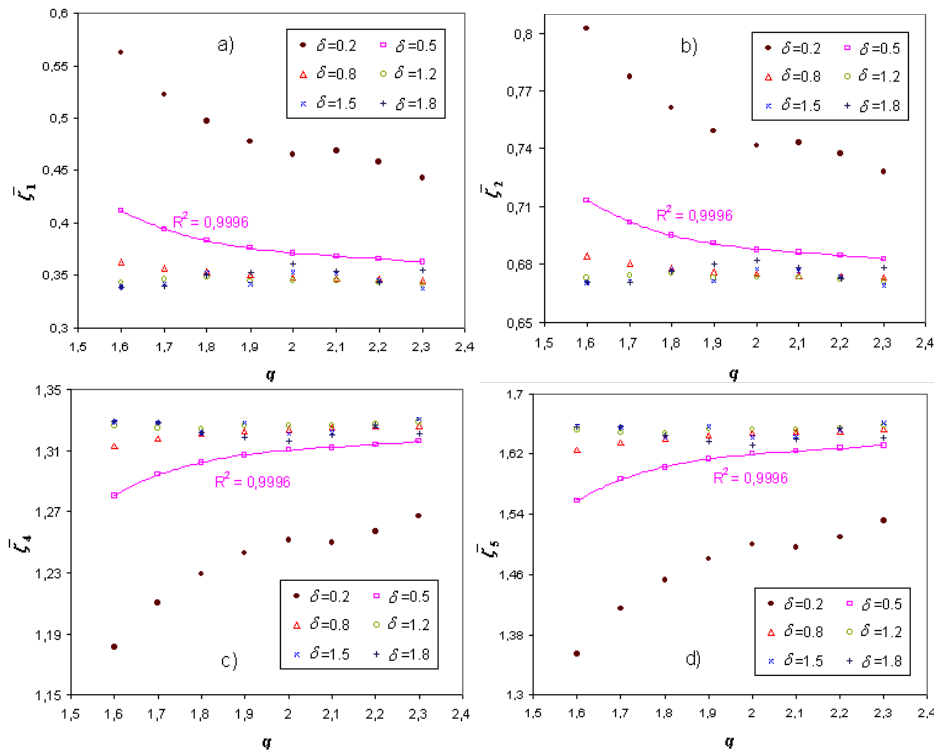 0,6
0,55
0,5
0,45
0,4
0,35
0,3
ζ̄₁
a)
δ=0.2 δ=0.5
δ=0.8 δ=1.2
δ=1.5 δ=1.8
R² = 0,9996
1,5 1,6 1,7 1,8 1,9 2 2,1 2,2 2,3 2,4
q
0,8
0,77
0,74
0,71
0,68
0,65
ζ̄₂
b)
δ=0.2 δ=0.5
δ=0.8 δ=1.2
δ=1.5 δ=1.8
R² = 0,9996
1,5 1,6 1,7 1,8 1,9 2 2,1 2,2 2,3 2,4
q
1,35
1,31
1,27
1,23
1,19
1,15
ζ̄₄
R² = 0,9996
c)
δ=0.2 δ=0.5
δ=0.8 δ=1.2
δ=1.5 δ=1.8
1,5 1,6 1,7 1,8 1,9 2 2,1 2,2 2,3 2,4
q
1,7
1,62
1,54
1,46
1,38
1,3
ζ̄₅
R² = 0,9996
d)
δ=0.2 δ=0.5
δ=0.8 δ=1.2
δ=1.5 δ=1.8
1,5 1,6 1,7 1,8 1,9 2 2,1 2,2 2,3 2,4
q